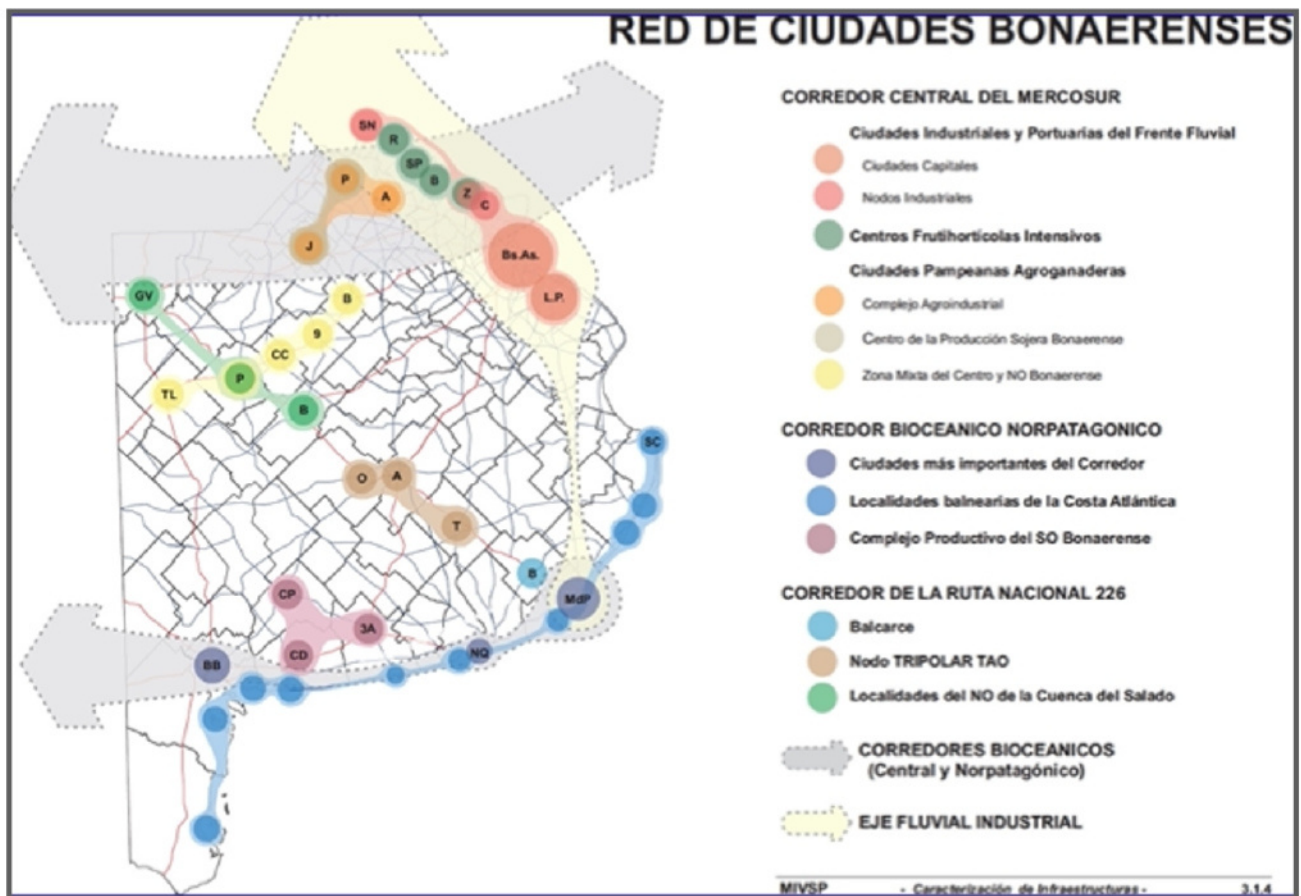 RED DE CIUDADES BONAERENSES
CORREDOR CENTRAL DEL MERCOSUR
Ciudades Industriales y Portuarias del Frente Fluvial
Ciudades Capitales
Nodos Industriales
Centros Frutihortícolas Intensivos
Ciudades Pampeanas Agroganaderas
Complejo Agroindustrial
Centro de la Producción Sojera Bonaerense
Zona Mixta del Centro y NO Bonaerense
CORREDOR BIOCEANICO NORPATAGONICO
Ciudades más importantes del Corredor
Localidades balnearias de la Costa Atlántica
Complejo Productivo del SO Bonaerense
CORREDOR DE LA RUTA NACIONAL 226
Balcarce
Nodo TRIPOLAR TAO
Localidades del NO de la Cuenca del Salado
CORREDORES BIOCEANICOS
(Central y Norpatagónico)
EJE FLUVIAL INDUSTRIAL
MIVSP - Caracterización de Infraestructuras - 3.1.4
SN
R
SP
B
Z
C
P
A
J
Bs.As.
L.P.
GV
B
9
CC
P
TL
B
SC
O
A
T
B
MdP
CP
3A
CD
NQ
BB